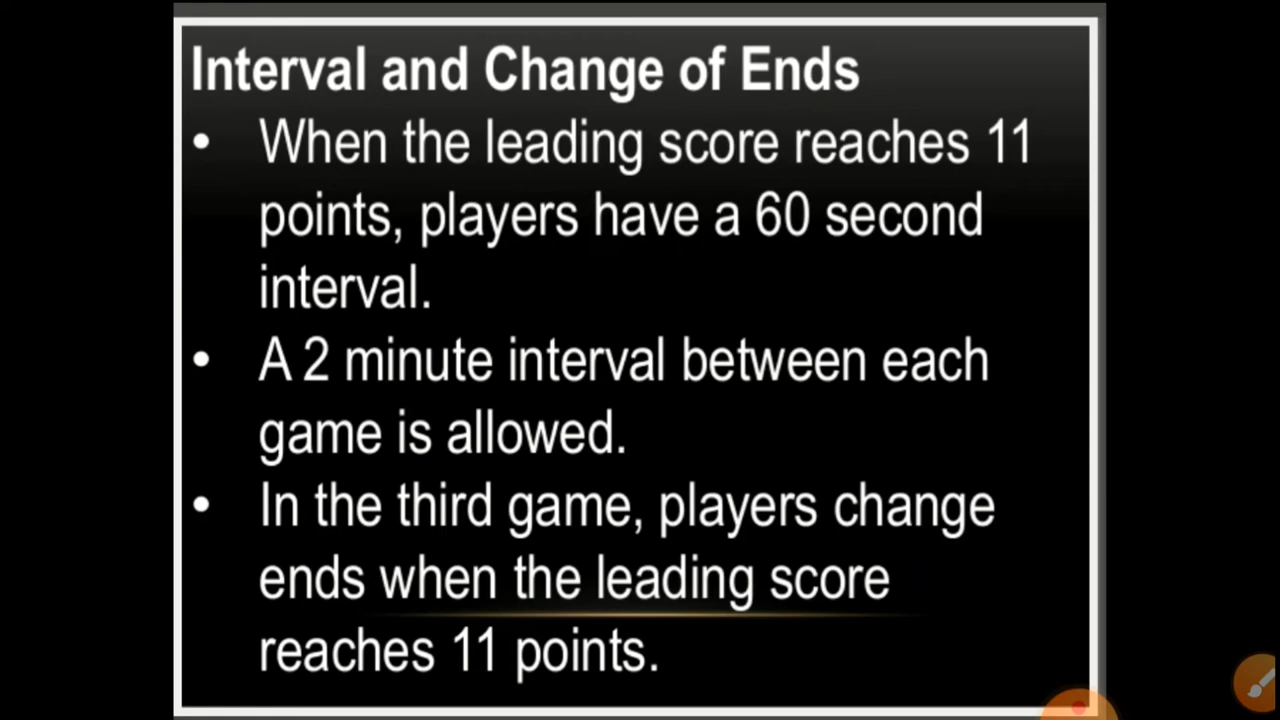 Interval and Change of Ends
• When the leading score reaches 11
points, players have a 60 second
interval.
• A 2 minute interval between each
game is allowed.
• In the third game, players change
ends when the leading score
reaches 11 points.